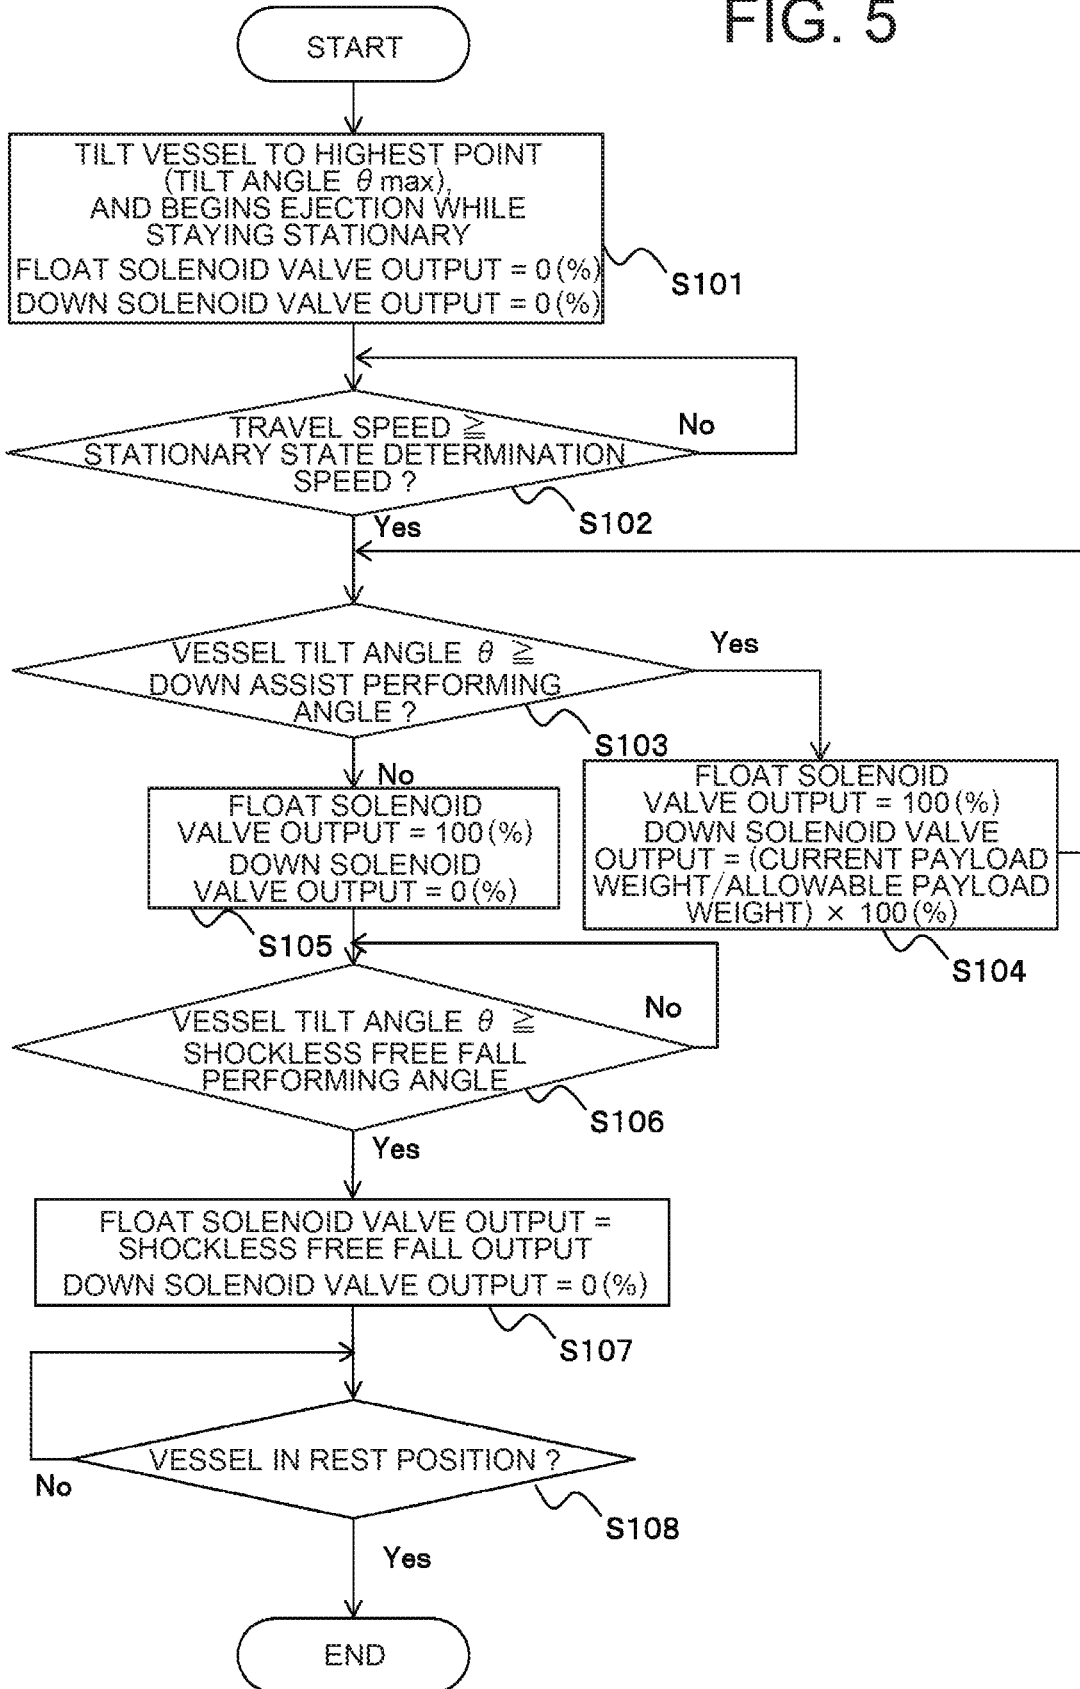 FIG. 5
START
TILT VESSEL TO HIGHEST POINT
(TILT ANGLE θ max),
AND BEGINS EJECTION WHILE
STAYING STATIONARY
FLOAT SOLENOID VALVE OUTPUT = 0(%)
DOWN SOLENOID VALVE OUTPUT = 0(%)
S101
TRAVEL SPEED ≧
STATIONARY STATE DETERMINATION
SPEED ?
No
S102
Yes
VESSEL TILT ANGLE θ ≧
DOWN ASSIST PERFORMING
ANGLE ?
Yes
S103
No
FLOAT SOLENOID
VALVE OUTPUT = 100(%)
DOWN SOLENOID VALVE
OUTPUT = (CURRENT PAYLOAD
WEIGHT/ALLOWABLE PAYLOAD
WEIGHT) × 100(%)
S104
FLOAT SOLENOID
VALVE OUTPUT = 100(%)
DOWN SOLENOID
VALVE OUTPUT = 0(%)
S105
VESSEL TILT ANGLE θ ≧
SHOCKLESS FREE FALL
PERFORMING ANGLE
No
S106
Yes
FLOAT SOLENOID VALVE OUTPUT =
SHOCKLESS FREE FALL OUTPUT
DOWN SOLENOID VALVE OUTPUT = 0(%)
S107
VESSEL IN REST POSITION ?
No
S108
Yes
END